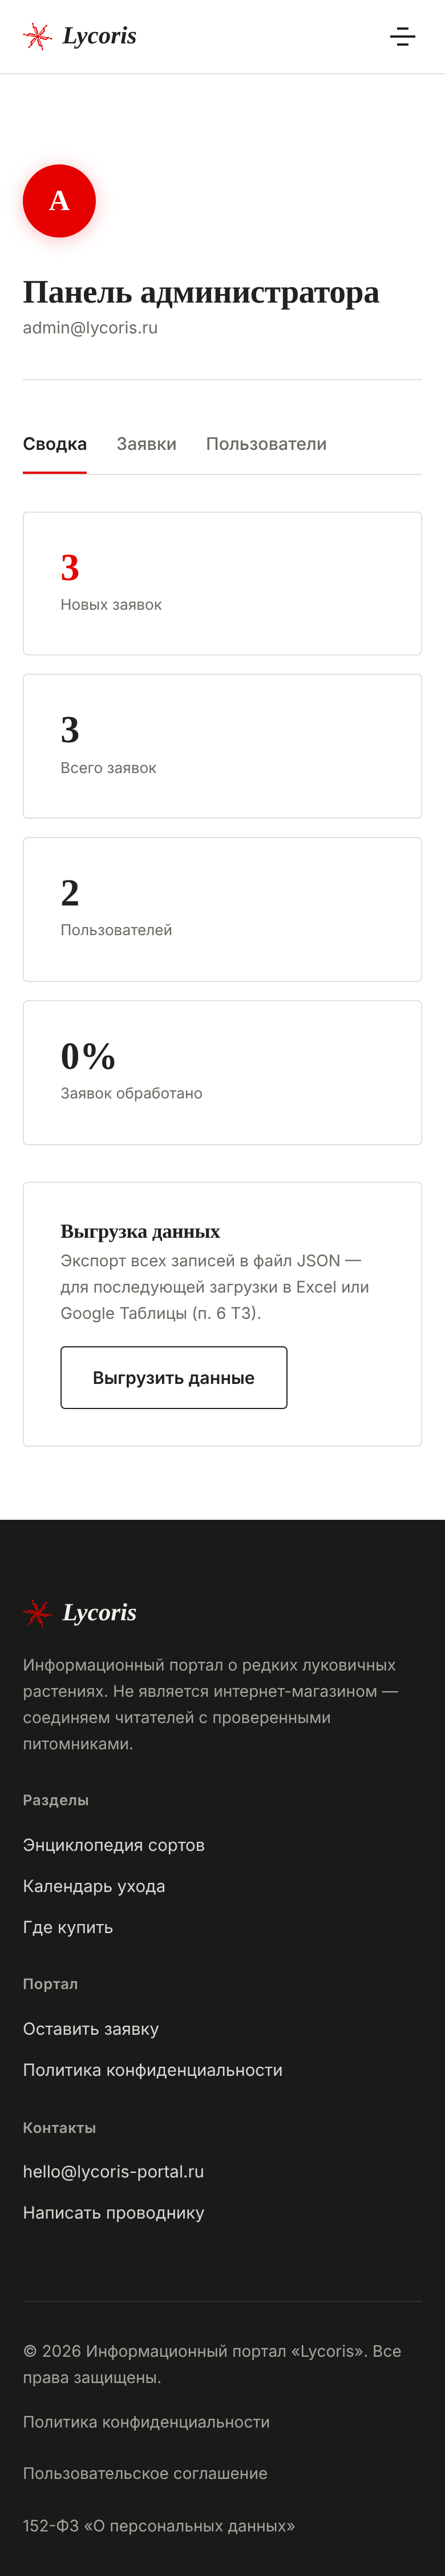 Lycoris
А
Панель администратора
admin@lycoris.ru
Сводка Заявки Пользователи
3
Новых заявок
3
Всего заявок
2
Пользователей
0%
Заявок обработано
Выгрузка данных
Экспорт всех записей в файл JSON —
для последующей загрузки в Excel или
Google Таблицы (п. 6 ТЗ).
Выгрузить данные
Lycoris
Информационный портал о редких луковичных
растениях. Не является интернет-магазином —
соединяем читателей с проверенными
питомниками.
Разделы
Энциклопедия сортов
Календарь ухода
Где купить
Портал
Оставить заявку
Политика конфиденциальности
Контакты
hello@lycoris-portal.ru
Написать проводнику
© 2026 Информационный портал «Lycoris». Все
права защищены.
Политика конфиденциальности
Пользовательское соглашение
152-ФЗ «О персональных данных»